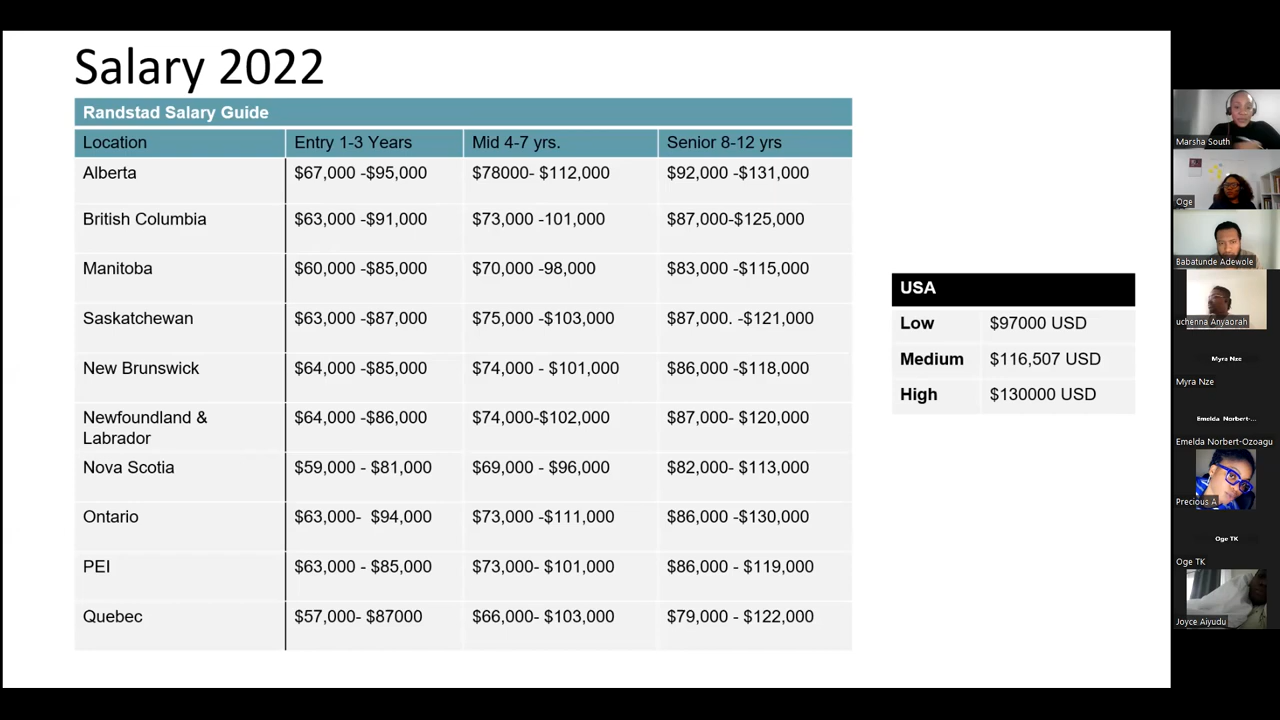 Salary 2022
Randstad Salary Guide
Location Entry 1-3 Years Mid 4-7 yrs. Senior 8-12 yrs
Alberta $67,000 -$95,000 $78000- $112,000 $92,000 -$131,000
British Columbia $63,000 -$91,000 $73,000 -101,000 $87,000-$125,000
Manitoba $60,000 -$85,000 $70,000 -98,000 $83,000 -$115,000
Saskatchewan $63,000 -$87,000 $75,000 -$103,000 $87,000. -$121,000
New Brunswick $64,000 -$85,000 $74,000 - $101,000 $86,000 -$118,000
Newfoundland & $64,000 -$86,000 $74,000-$102,000 $87,000- $120,000
Labrador
Nova Scotia $59,000 - $81,000 $69,000 - $96,000 $82,000- $113,000
Ontario $63,000-  $94,000 $73,000 -$111,000 $86,000 -$130,000
PEI $63,000 - $85,000 $73,000- $101,000 $86,000 - $119,000
Quebec $57,000- $87000 $66,000- $103,000 $79,000 - $122,000
USA
Low $97000 USD
Medium $116,507 USD
High $130000 USD
Marsha South
Oge
Babatunde Adewole
uchenna Anyaorah
Myra Nze
Myra Nze
Emelda Norbert-...
Emelda Norbert-Ozoagu
Precious A
Oge TK
Oge TK
Joyce Aiyudu